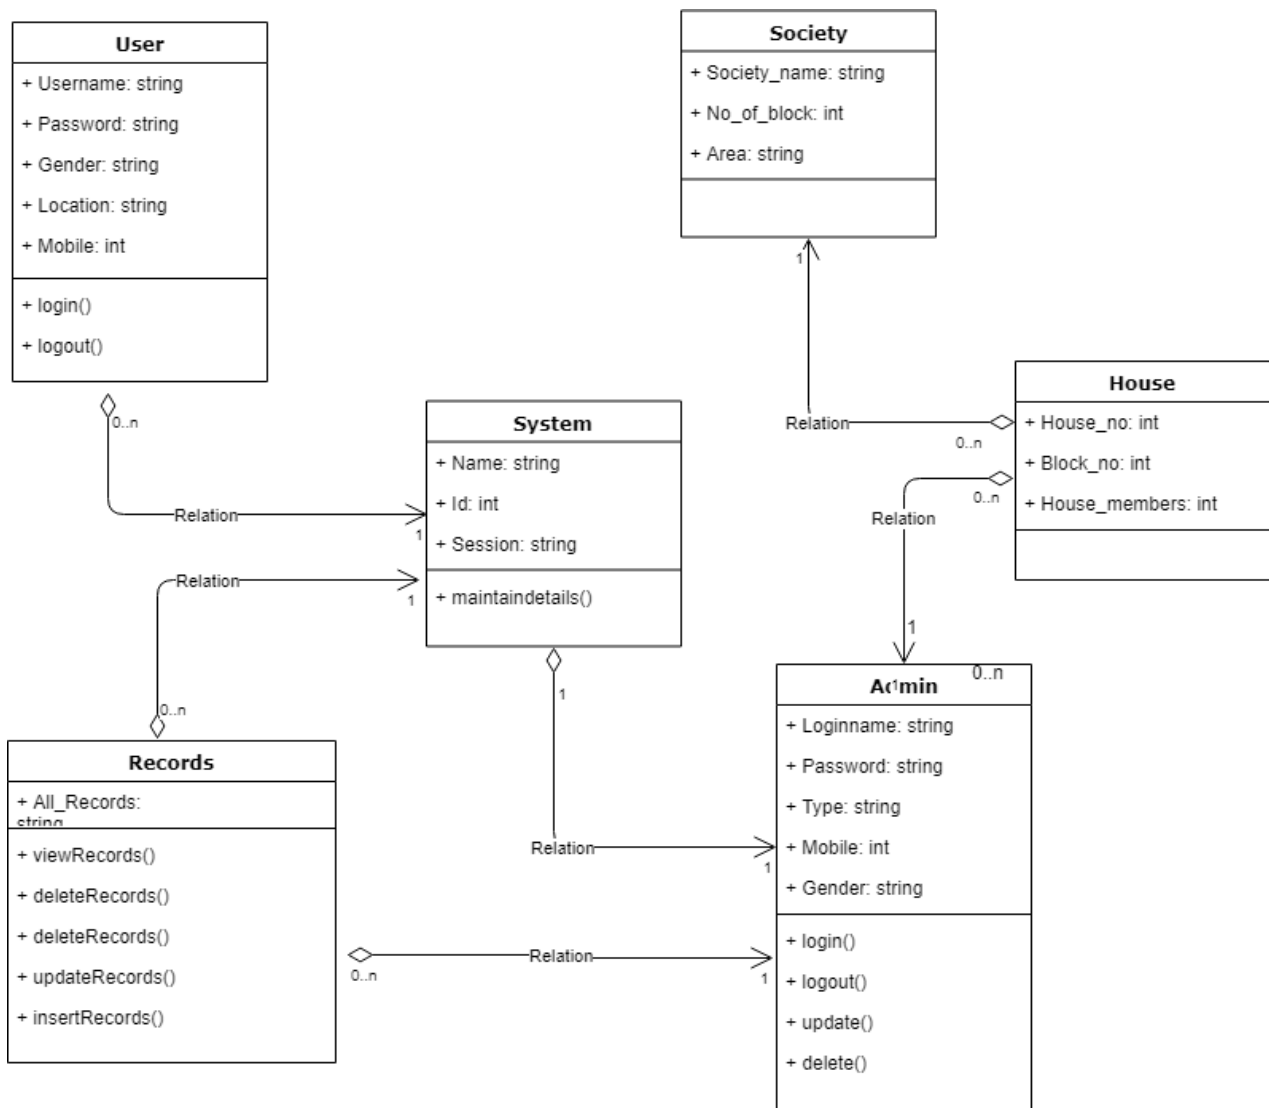 User
+ Username: string
+ Password: string
+ Gender: string
+ Location: string
+ Mobile: int
+ login()
+ logout()
0..n
Relation
1
Society
+ Society_name: string
+ No_of_block: int
+ Area: string
1
Relation
0..n
House
+ House_no: int
+ Block_no: int
+ House_members: int
0..n
Relation
1
System
+ Name: string
+ Id: int
+ Session: string
+ maintaindetails()
Relation
1
0..n
1
Relation
1
Records
+ All_Records:
string
+ viewRecords()
+ deleteRecords()
+ deleteRecords()
+ updateRecords()
+ insertRecords()
0..n
Relation
1
0..n
Admin
1
+ Loginname: string
+ Password: string
+ Type: string
+ Mobile: int
+ Gender: string
+ login()
+ logout()
+ update()
+ delete()